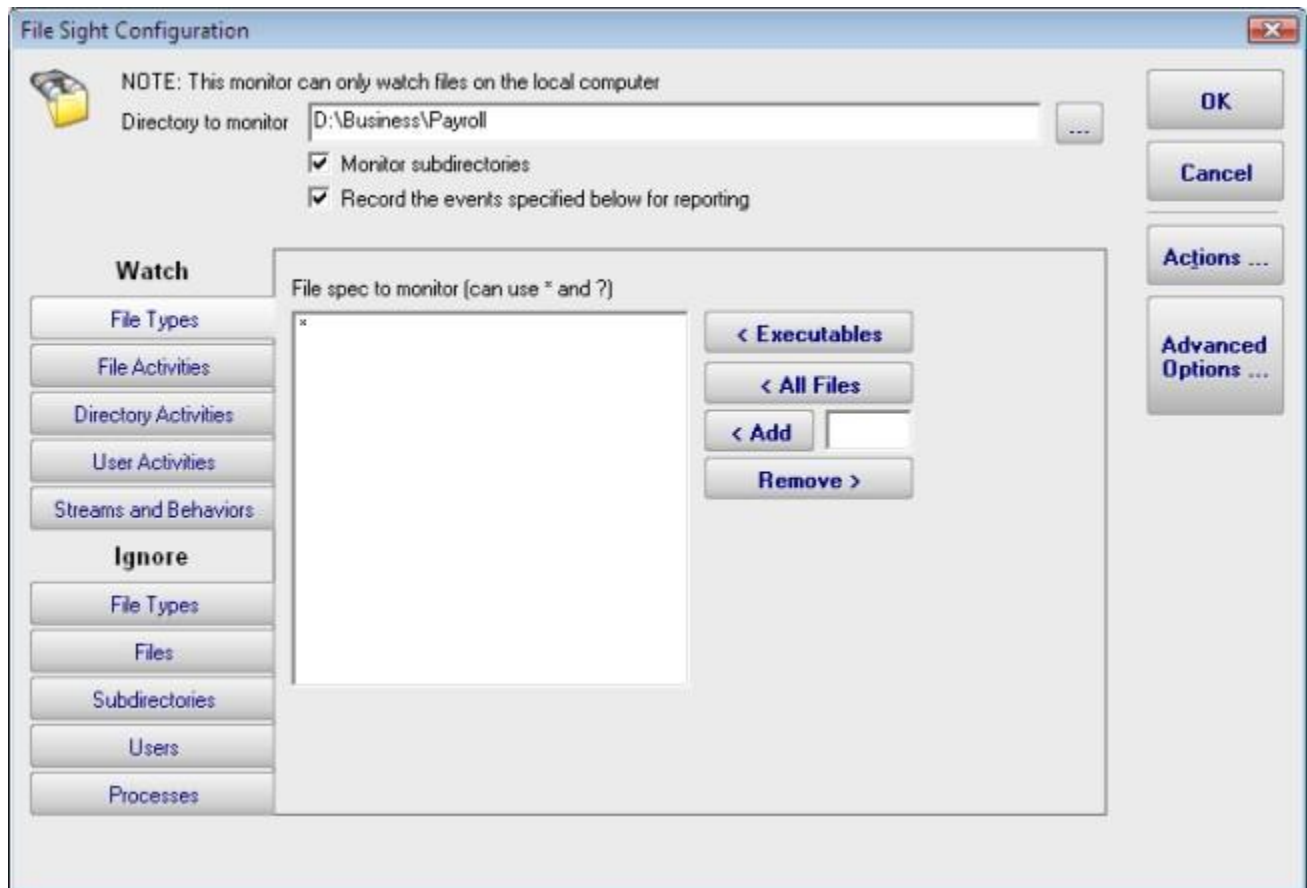 File Sight Configuration
NOTE: This monitor can only watch files on the local computer
Directory to monitor
D:\Business\Payroll
...
Monitor subdirectories
Record the events specified below for reporting
OK
Cancel
Actions ...
Advanced
Options ...
Watch
File Types
File Activities
Directory Activities
User Activities
Streams and Behaviors
Ignore
File Types
Files
Subdirectories
Users
Processes
File spec to monitor (can use * and ?)
*
< Executables
< All Files
< Add
Remove >